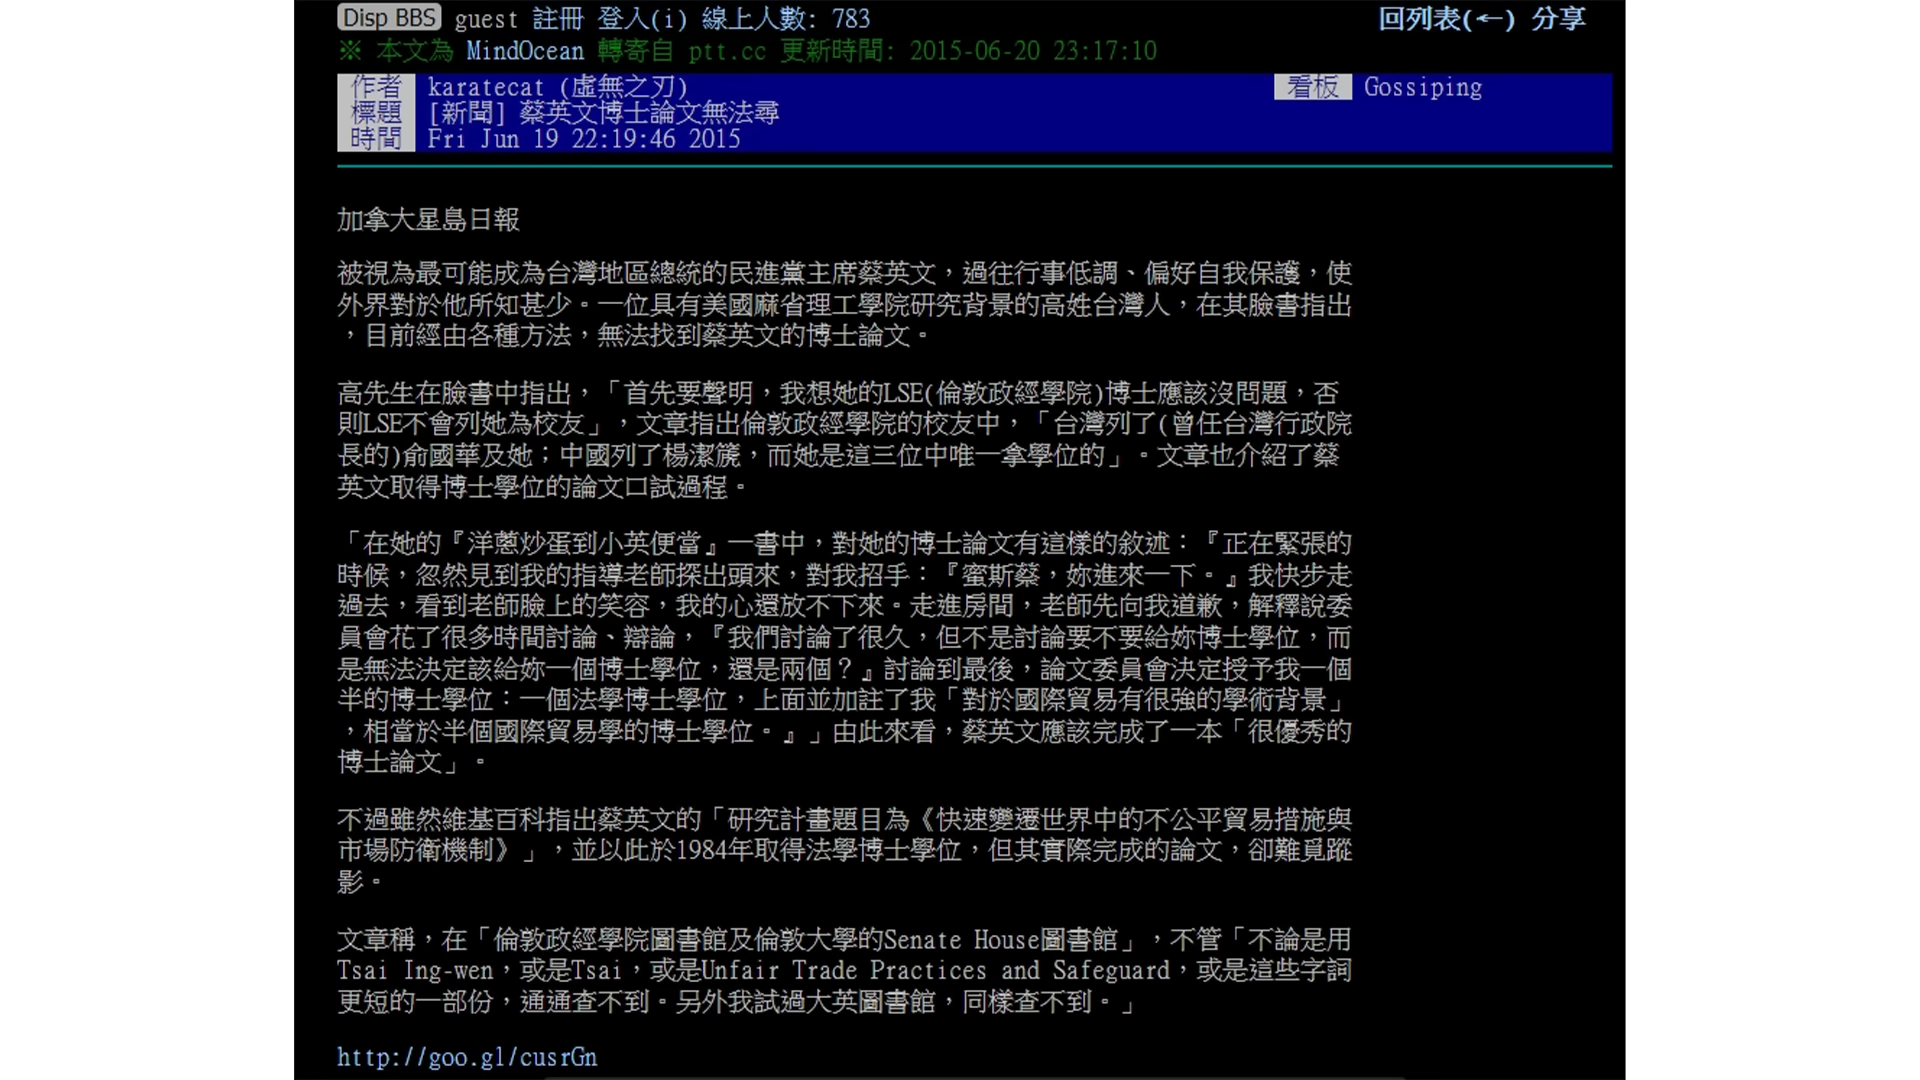 Disp BBS guest 註冊 登入(i) 線上人數: 783 回列表(←) 分享
※ 本文為 MindOcean 轉寄自 ptt.cc 更新時間: 2015-06-20 23:17:10
作者 karatecat (虛無之刃) 看板 Gossiping
標題 [新聞] 蔡英文博士論文無法尋
時間 Fri Jun 19 22:19:46 2015
加拿大星島日報
被視為最可能成為台灣地區總統的民進黨主席蔡英文，過往行事低調、偏好自我保護，使
外界對於他所知甚少。一位具有美國麻省理工學院研究背景的高姓台灣人，在其臉書指出
，目前經由各種方法，無法找到蔡英文的博士論文。
高先生在臉書中指出，「首先要聲明，我想她的LSE(倫敦政經學院)博士應該沒問題，否
則LSE不會列她為校友」，文章指出倫敦政經學院的校友中，「台灣列了(曾任台灣行政院
長的)俞國華及她；中國列了楊潔篪，而她是這三位中唯一拿學位的」。文章也介紹了蔡
英文取得博士學位的論文口試過程。
「在她的『洋蔥炒蛋到小英便當』一書中，對她的博士論文有這樣的敘述：『正在緊張的
時候，忽然見到我的指導老師探出頭來，對我招手：『蜜斯蔡，妳進來一下。』我快步走
過去，看到老師臉上的笑容，我的心還放不下來。走進房間，老師先向我道歉，解釋說委
員會花了很多時間討論、辯論，『我們討論了很久，但不是討論要不要給妳博士學位，而
是無法決定該給妳一個博士學位，還是兩個？』討論到最後，論文委員會決定授予我一個
半的博士學位：一個法學博士學位，上面並加註了我「對於國際貿易有很強的學術背景」
，相當於半個國際貿易學的博士學位。』」由此來看，蔡英文應該完成了一本「很優秀的
博士論文」。
不過雖然維基百科指出蔡英文的「研究計畫題目為《快速變遷世界中的不公平貿易措施與
市場防衛機制》」，並以此於1984年取得法學博士學位，但其實際完成的論文，卻難覓蹤
影。
文章稱，在「倫敦政經學院圖書館及倫敦大學的Senate House圖書館」，不管「不論是用
Tsai Ing-wen，或是Tsai，或是Unfair Trade Practices and Safeguard，或是這些字詞
更短的一部份，通通查不到。另外我試過大英圖書館，同樣查不到。」
http://goo.gl/cusrGn